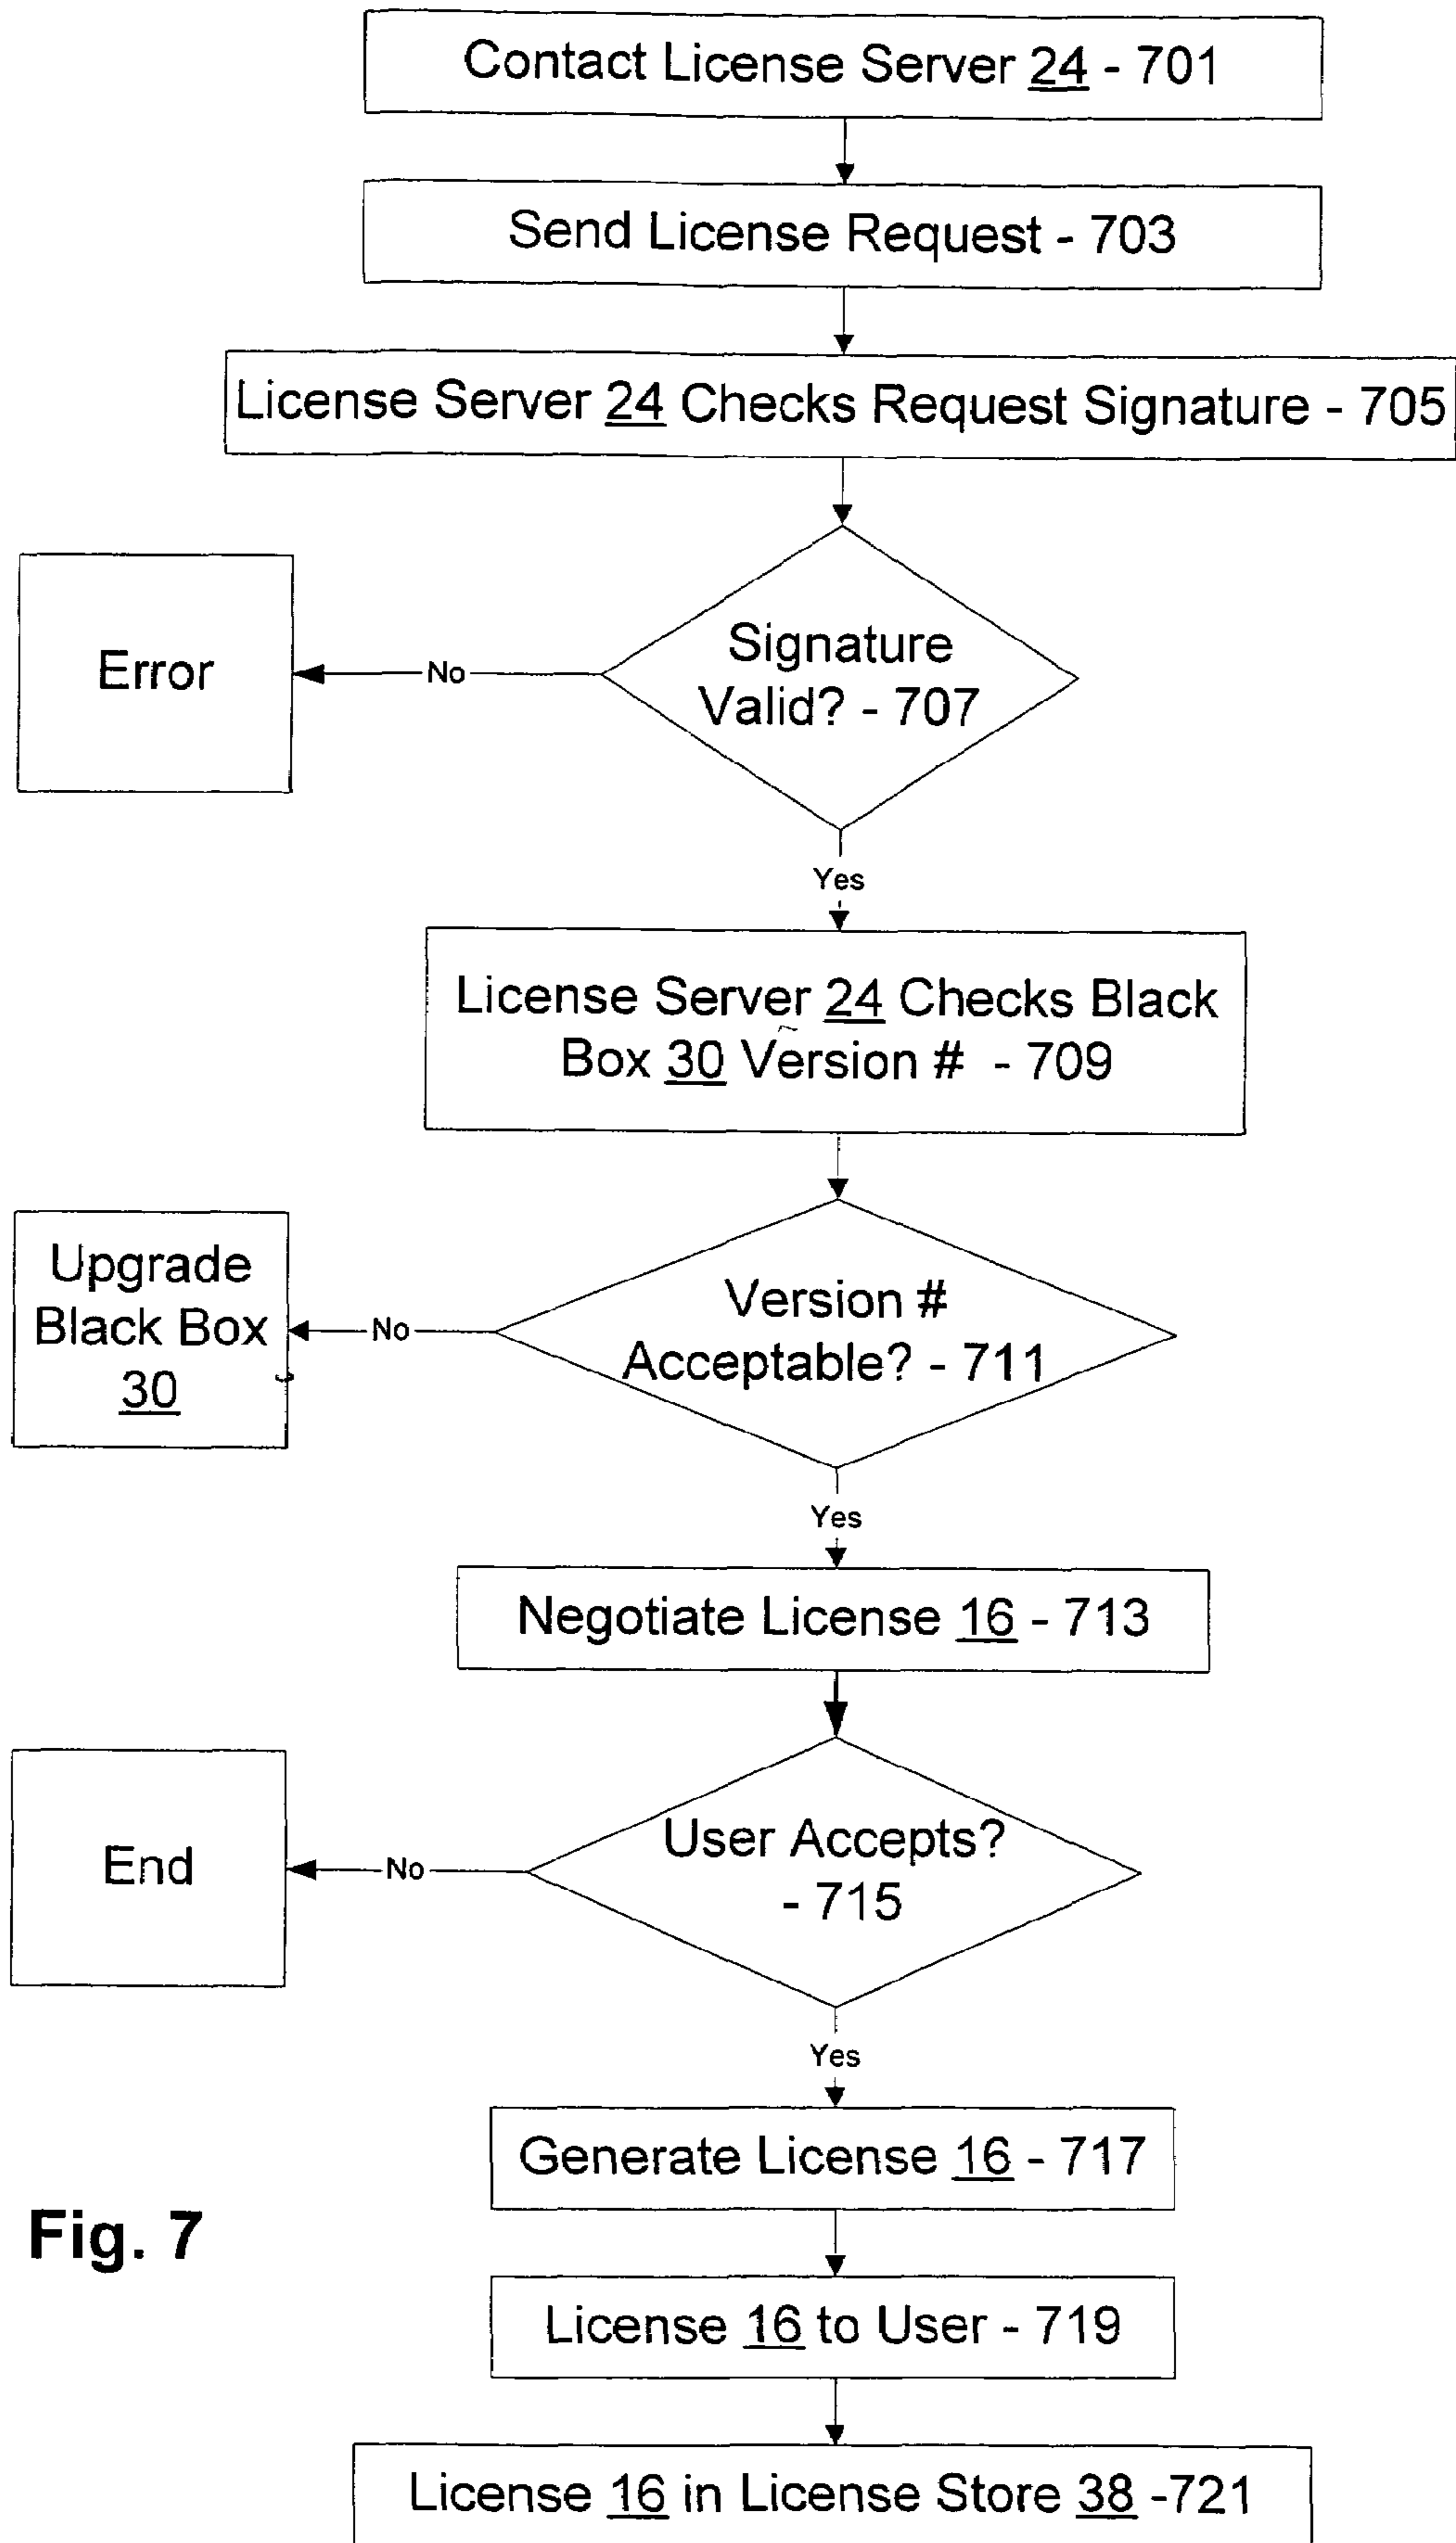 Contact License Server 24 - 701
Send License Request - 703
License Server 24 Checks Request Signature - 705
Signature
Valid? - 707
No
Error
Yes
License Server 24 Checks Black
Box 30 Version # - 709
Version #
Acceptable? - 711
No
Upgrade
Black Box
30
Yes
Negotiate License 16 - 713
User Accepts?
- 715
No
End
Yes
Generate License 16 - 717
License 16 to User - 719
License 16 in License Store 38 -721
Fig. 7